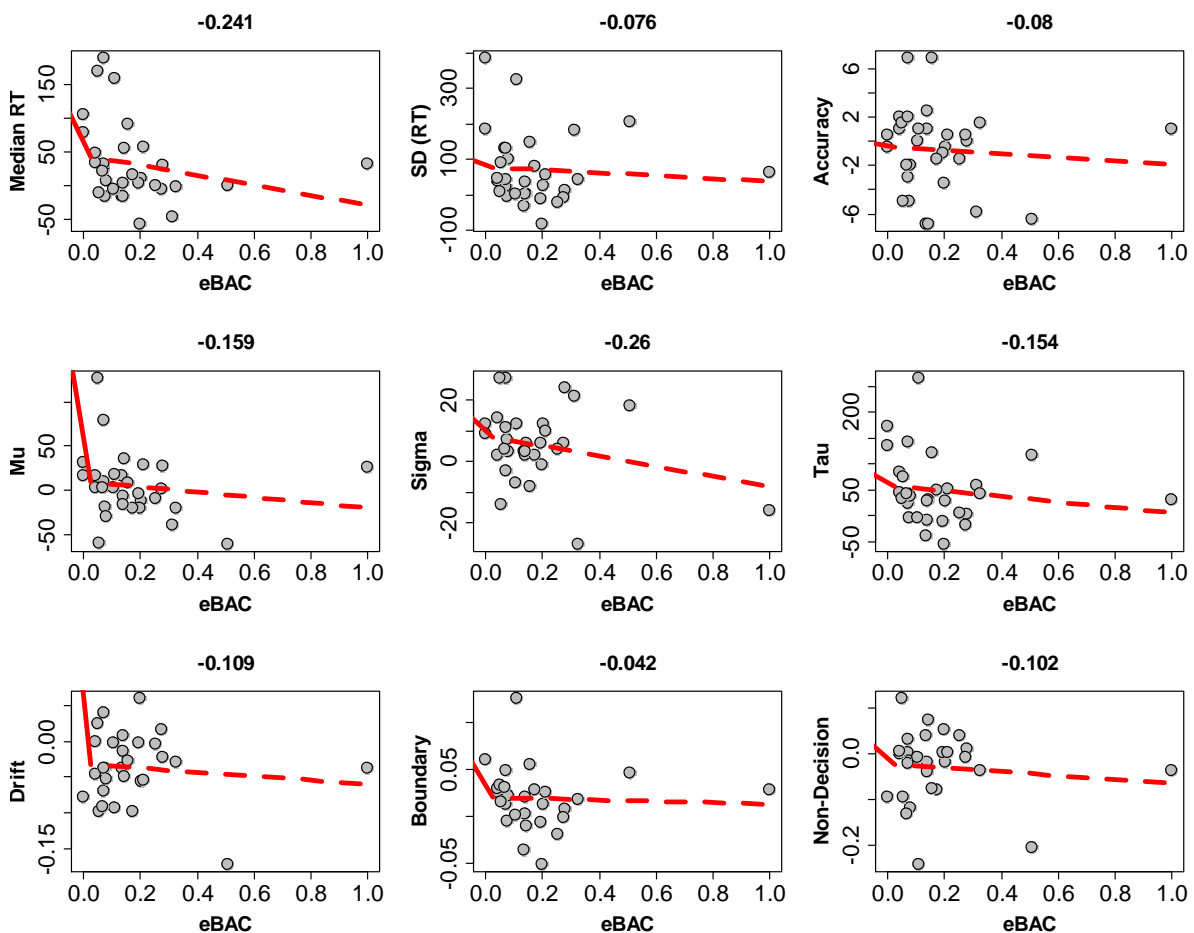 -0.241
-0.076
-0.08
Median RT
-50 50 150
0.0 0.2 0.4 0.6 0.8 1.0
eBAC
SD (RT)
-100 100 300
0.0 0.2 0.4 0.6 0.8 1.0
eBAC
Accuracy
-6 -2 2 6
0.0 0.2 0.4 0.6 0.8 1.0
eBAC
-0.159
-0.26
-0.154
Mu
-50 0 50
0.0 0.2 0.4 0.6 0.8 1.0
eBAC
Sigma
-20 0 20
0.0 0.2 0.4 0.6 0.8 1.0
eBAC
Tau
-50 50 200
0.0 0.2 0.4 0.6 0.8 1.0
eBAC
-0.109
-0.042
-0.102
Drift
-0.15 0.00
0.0 0.2 0.4 0.6 0.8 1.0
eBAC
Boundary
-0.05 0.05
0.0 0.2 0.4 0.6 0.8 1.0
eBAC
Non-Decision
-0.2 0.0
0.0 0.2 0.4 0.6 0.8 1.0
eBAC